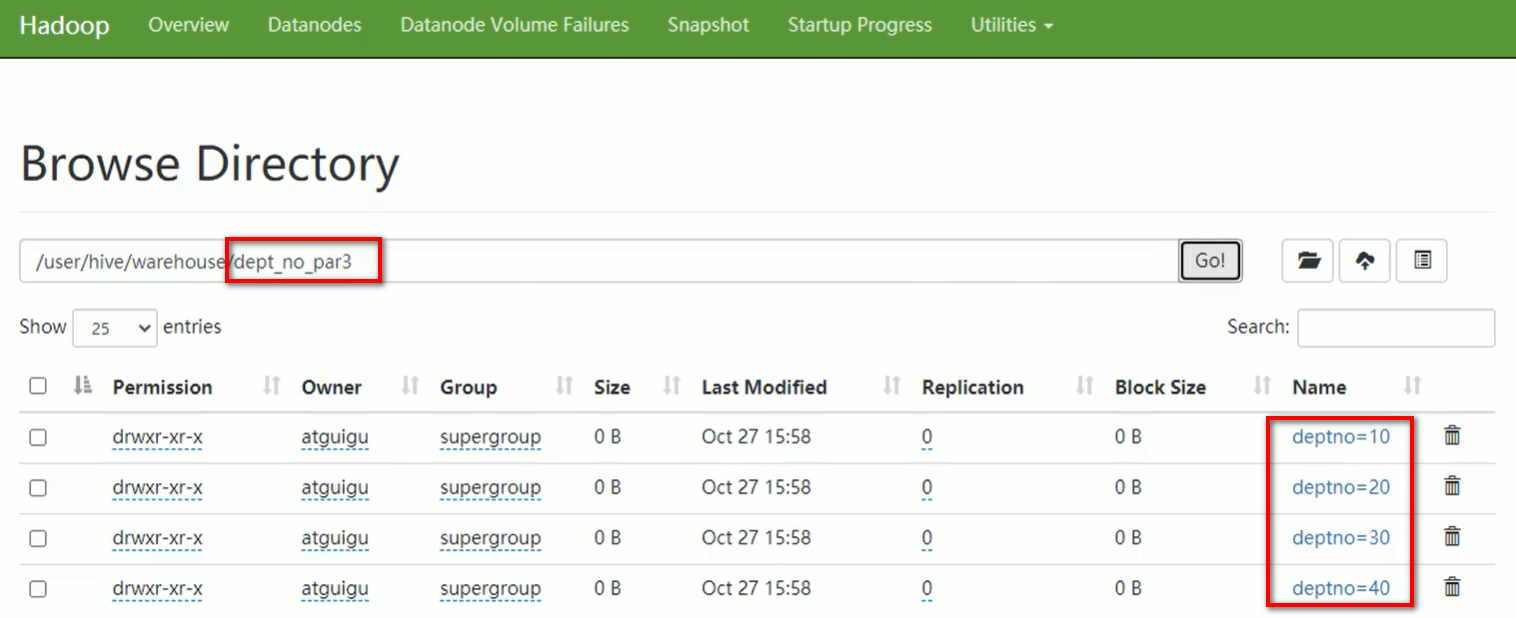 Hadoop Overview Datanodes Datanode Volume Failures Snapshot Startup Progress Utilities
Browse Directory
/user/hive/warehouse/dept_no_par3 Go!
Show 25 entries Search:
Permission Owner Group Size Last Modified Replication Block Size Name
drwxr-xr-x atguigu supergroup 0 B Oct 27 15:58 0 0 B deptno=10
drwxr-xr-x atguigu supergroup 0 B Oct 27 15:58 0 0 B deptno=20
drwxr-xr-x atguigu supergroup 0 B Oct 27 15:58 0 0 B deptno=30
drwxr-xr-x atguigu supergroup 0 B Oct 27 15:58 0 0 B deptno=40